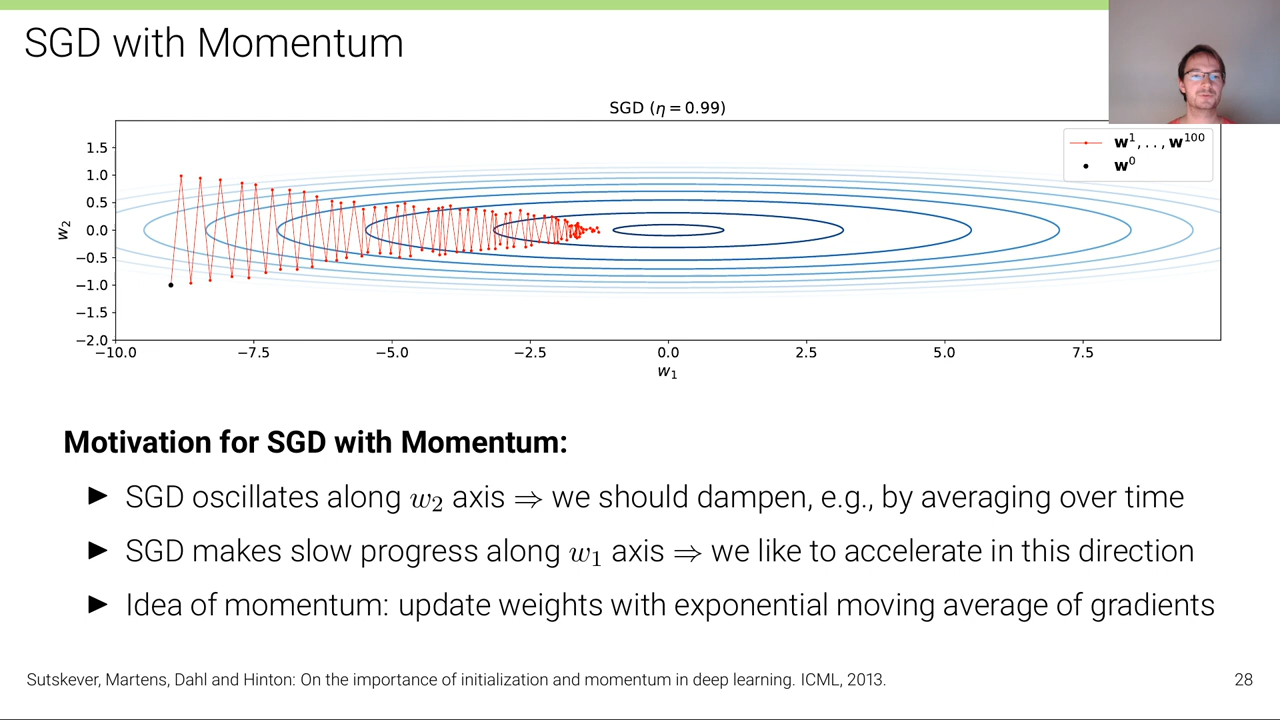 SGD with Momentum
SGD (η = 0.99)
w¹, . . , w¹⁰⁰
w⁰
1.5
1.0
0.5
0.0
−0.5
−1.0
−1.5
−2.0
w₂
−10.0 −7.5 −5.0 −2.5 0.0 2.5 5.0 7.5
w₁
Motivation for SGD with Momentum:
▶ SGD oscillates along w₂ axis ⇒ we should dampen, e.g., by averaging over time
▶ SGD makes slow progress along w₁ axis ⇒ we like to accelerate in this direction
▶ Idea of momentum: update weights with exponential moving average of gradients
Sutskever, Martens, Dahl and Hinton: On the importance of initialization and momentum in deep learning. ICML, 2013. 28